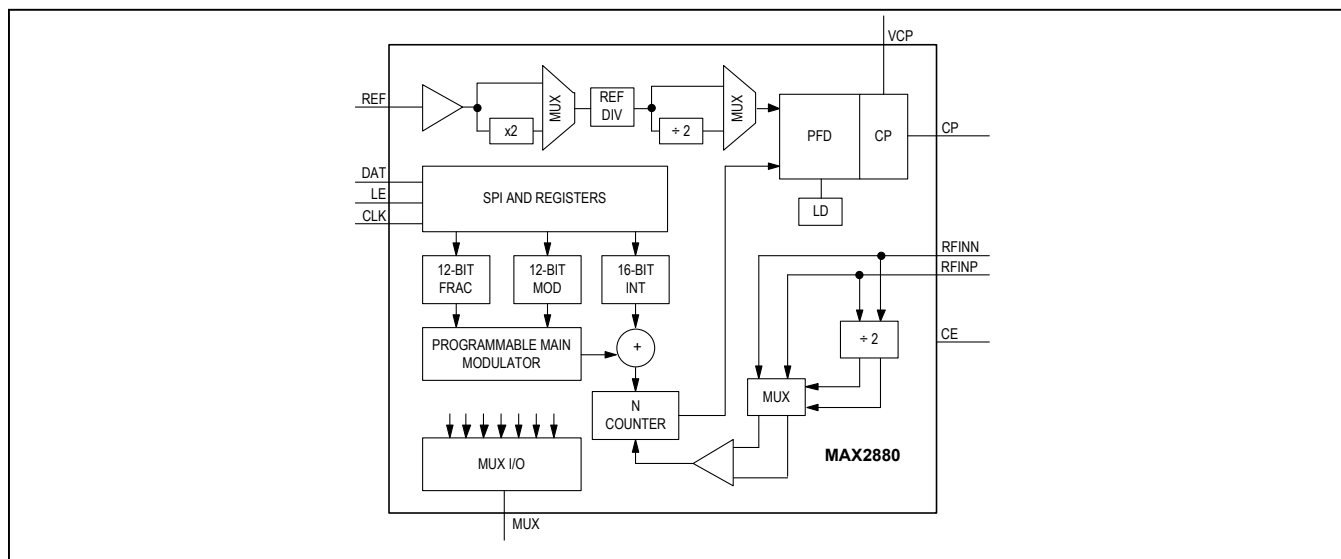 VCP
REF
x2
MUX
REF
DIV
÷ 2
MUX
PFD
CP
CP
LD
DAT
LE
CLK
SPI AND REGISTERS
12-BIT
FRAC
12-BIT
MOD
16-BIT
INT
RFINN
RFINP
÷ 2
CE
PROGRAMMABLE MAIN
MODULATOR
+
MUX
N
COUNTER
MUX I/O
MAX2880
MUX